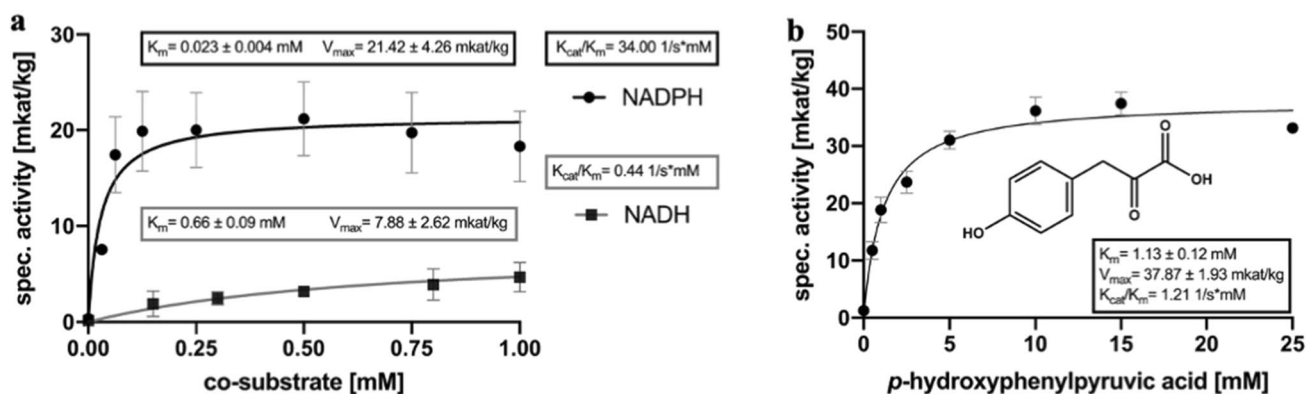 a
30
20
10
0
spec. activity [mkat/kg]
Km= 0.023 ± 0.004 mM Vmax= 21.42 ± 4.26 mkat/kg
Kcat/Km= 34.00 1/s*mM
NADPH
Kcat/Km= 0.44 1/s*mM
NADH
Km= 0.66 ± 0.09 mM Vmax= 7.88 ± 2.62 mkat/kg
0.00 0.25 0.50 0.75 1.00
co-substrate [mM]
b
50
40
30
20
10
0
spec. activity [mkat/kg]
O
OH
O
HO
Km= 1.13 ± 0.12 mM
Vmax= 37.87 ± 1.93 mkat/kg
Kcat/Km= 1.21 1/s*mM
0 5 10 15 20 25
p-hydroxyphenylpyruvic acid [mM]